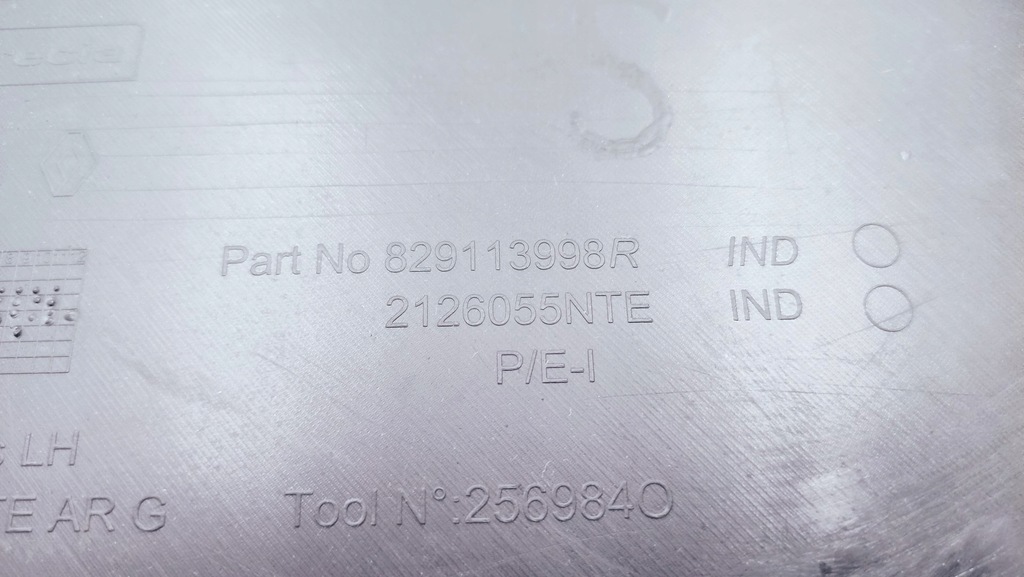 Part No 829113998R IND
2126055NTE IND
P/E-I
LH
AR G
Tool N°:256984O